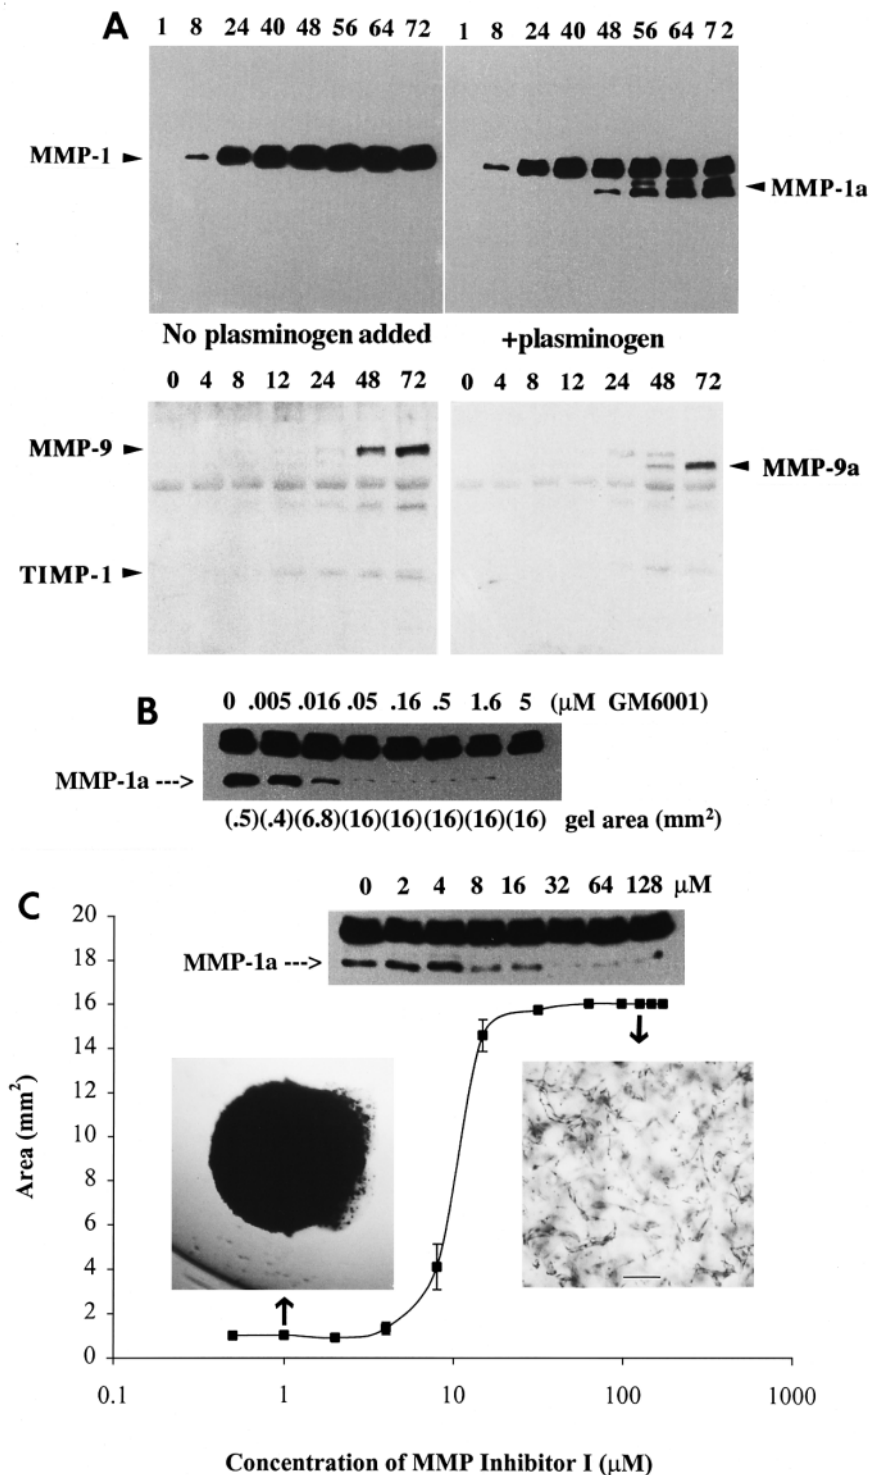 A
1 8 24 40 48 56 64 72 1 8 24 40 48 56 64 72
MMP-1
MMP-1a
No plasminogen added +plasminogen
0 4 8 12 24 48 72 0 4 8 12 24 48 72
MMP-9
MMP-9a
TIMP-1
B
0 .005 .016 .05 .16 .5 1.6 5 (μM GM6001)
MMP-1a --->
(.5)(.4)(6.8)(16)(16)(16)(16)(16) gel area (mm²)
C
0 2 4 8 16 32 64 128 μM
MMP-1a --->
20
18
16
14
12
10
8
6
4
2
0
Area (mm²)
0.1 1 10 100 1000
Concentration of MMP Inhibitor I (μM)